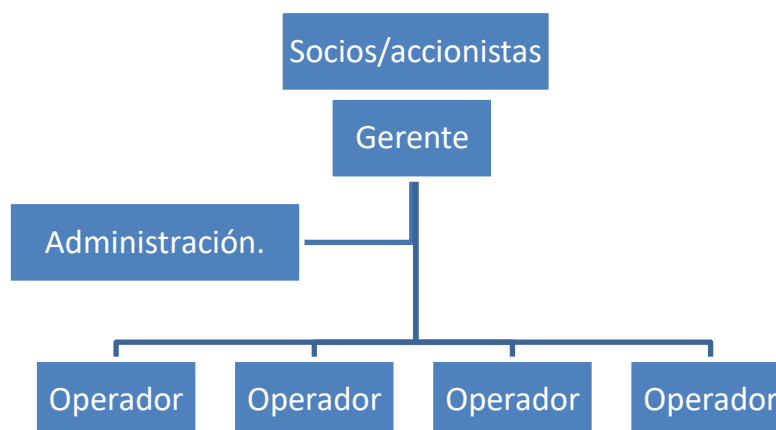 Socios/accionistas
Gerente
Administración.
Operador
Operador
Operador
Operador